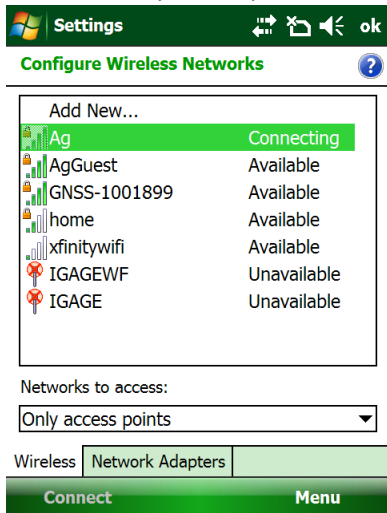 Settings ok
Configure Wireless Networks ?
Add New...
Ag Connecting
AgGuest Available
GNSS-1001899 Available
home Available
xfinitywifi Available
IGAGEWF Unavailable
IGAGE Unavailable
Networks to access:
Only access points
Wireless Network Adapters
Connect Menu